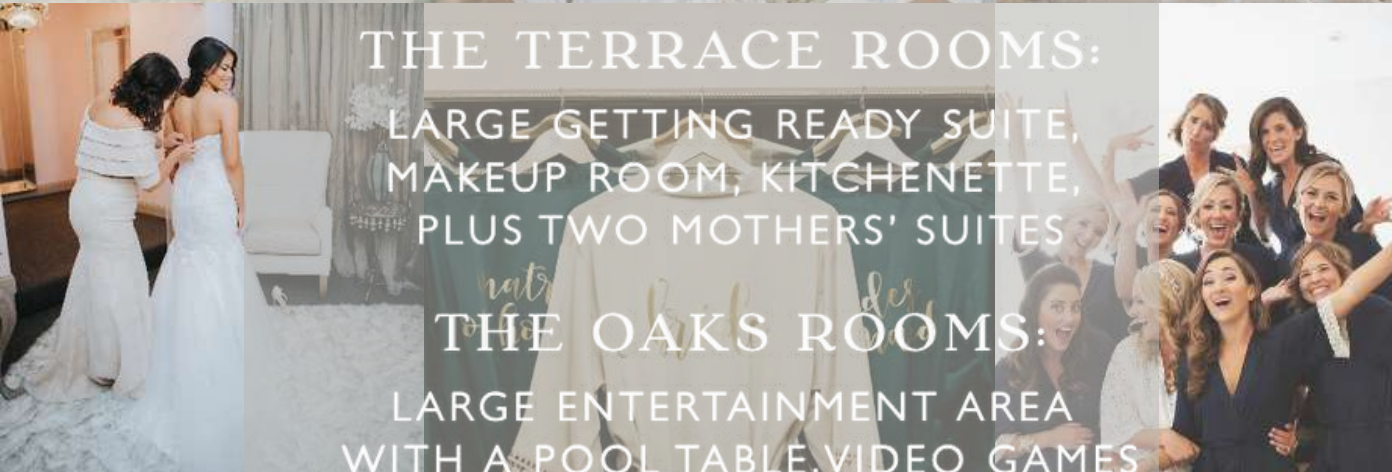 THE TERRACE ROOMS:
LARGE GETTING READY SUITE,
MAKEUP ROOM, KITCHENETTE,
PLUS TWO MOTHERS' SUITES
bride
THE OAKS ROOMS:
LARGE ENTERTAINMENT AREA
WITH A POOL TABLE,VIDEO GAMES